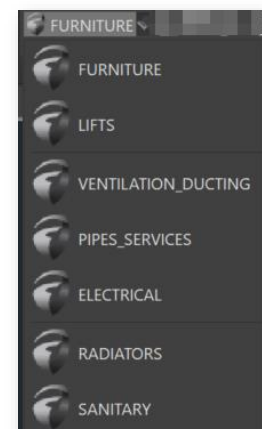 FURNITURE
FURNITURE
LIFTS
VENTILATION_DUCTING
PIPES_SERVICES
ELECTRICAL
RADIATORS
SANITARY